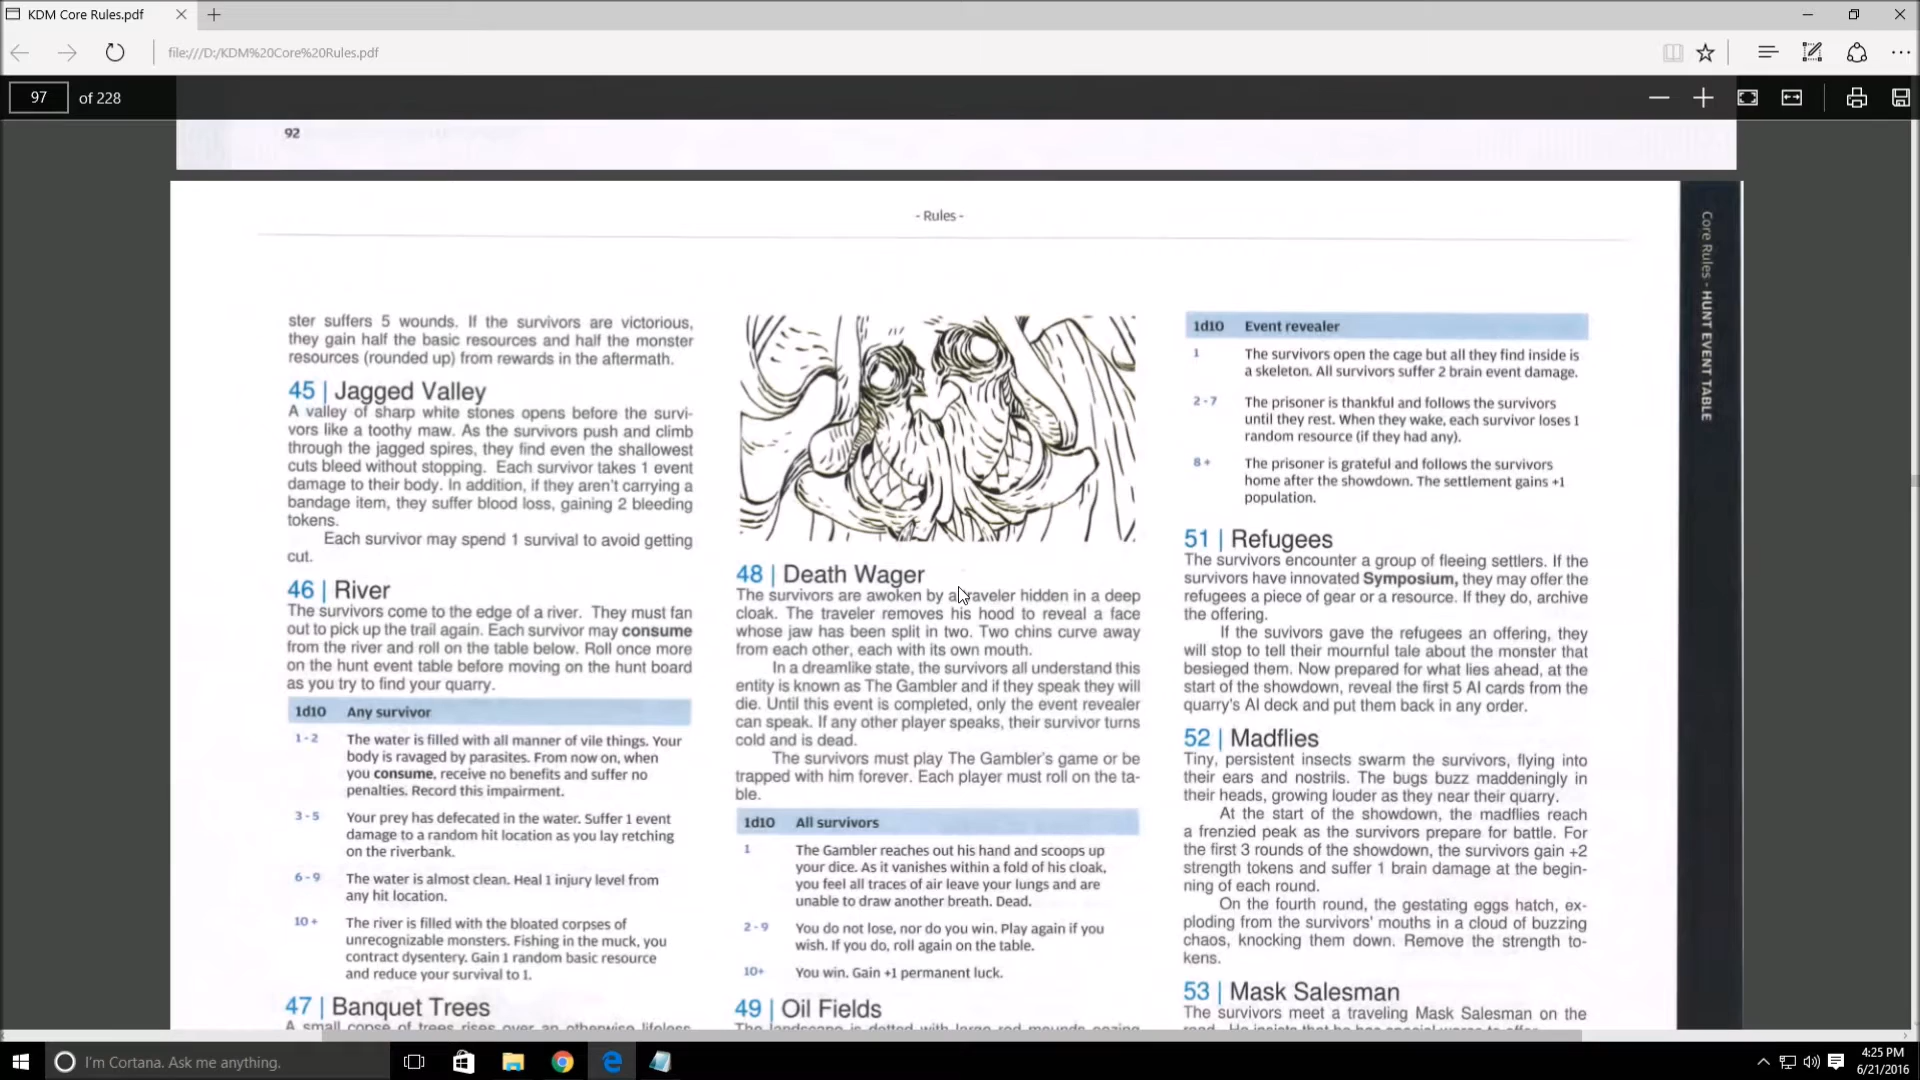 KDM Core Rules.pdf
file:///D:/KDM%20Core%20Rules.pdf
97 of 228
92
- Rules -
Core Rules - HUNT EVENT TABLE
ster suffers 5 wounds. If the survivors are victorious,
they gain half the basic resources and half the monster
resources (rounded up) from rewards in the aftermath.
45 | Jagged Valley
A valley of sharp white stones opens before the survi-
vors like a toothy maw. As the survivors push and climb
through the jagged spires, they find even the shallowest
cuts bleed without stopping. Each survivor takes 1 event
damage to their body. In addition, if they aren't carrying a
bandage item, they suffer blood loss, gaining 2 bleeding
tokens.
Each survivor may spend 1 survival to avoid getting
cut.
46 | River
The survivors come to the edge of a river. They must fan
out to pick up the trail again. Each survivor may consume
from the river and roll on the table below. Roll once more
on the hunt event table before moving on the hunt board
as you try to find your quarry.
1d10 Any survivor
1 - 2 The water is filled with all manner of vile things. Your
body is ravaged by parasites. From now on, when
you consume, receive no benefits and suffer no
penalties. Record this impairment.
3 - 5 Your prey has defecated in the water. Suffer 1 event
damage to a random hit location as you lay retching
on the riverbank.
6 - 9 The water is almost clean. Heal 1 injury level from
any hit location.
10 + The river is filled with the bloated corpses of
unrecognizable monsters. Fishing in the muck, you
contract dysentery. Gain 1 random basic resource
and reduce your survival to 1.
47 | Banquet Trees
A small copse of trees rises over an otherwise lifeless
48 | Death Wager
The survivors are awoken by a traveler hidden in a deep
cloak. The traveler removes his hood to reveal a face
whose jaw has been split in two. Two chins curve away
from each other, each with its own mouth.
In a dreamlike state, the survivors all understand this
entity is known as The Gambler and if they speak they will
die. Until this event is completed, only the event revealer
can speak. If any other player speaks, their survivor turns
cold and is dead.
The survivors must play The Gambler's game or be
trapped with him forever. Each player must roll on the ta-
ble.
1d10 All survivors
1 The Gambler reaches out his hand and scoops up
your dice. As it vanishes within a fold of his cloak,
you feel all traces of air leave your lungs and are
unable to draw another breath. Dead.
2 - 9 You do not lose, nor do you win. Play again if you
wish. If you do, roll again on the table.
10+ You win. Gain +1 permanent luck.
49 | Oil Fields
The landscape is dotted with large red mounds oozing
1d10 Event revealer
1 The survivors open the cage but all they find inside is
a skeleton. All survivors suffer 2 brain event damage.
2 - 7 The prisoner is thankful and follows the survivors
until they rest. When they wake, each survivor loses 1
random resource (if they had any).
8 + The prisoner is grateful and follows the survivors
home after the showdown. The settlement gains +1
population.
51 | Refugees
The survivors encounter a group of fleeing settlers. If the
survivors have innovated Symposium, they may offer the
refugees a piece of gear or a resource. If they do, archive
the offering.
If the suvivors gave the refugees an offering, they
will stop to tell their mournful tale about the monster that
besieged them. Now prepared for what lies ahead, at the
start of the showdown, reveal the first 5 AI cards from the
quarry's AI deck and put them back in any order.
52 | Madflies
Tiny, persistent insects swarm the survivors, flying into
their ears and nostrils. The bugs buzz maddeningly in
their heads, growing louder as they near their quarry.
At the start of the showdown, the madflies reach
a frenzied peak as the survivors prepare for battle. For
the first 3 rounds of the showdown, the survivors gain +2
strength tokens and suffer 1 brain damage at the begin-
ning of each round.
On the fourth round, the gestating eggs hatch, ex-
ploding from the survivors' mouths in a cloud of buzzing
chaos, knocking them down. Remove the strength to-
kens.
53 | Mask Salesman
The survivors meet a traveling Mask Salesman on the
I'm Cortana. Ask me anything.
4:25 PM
6/21/2016